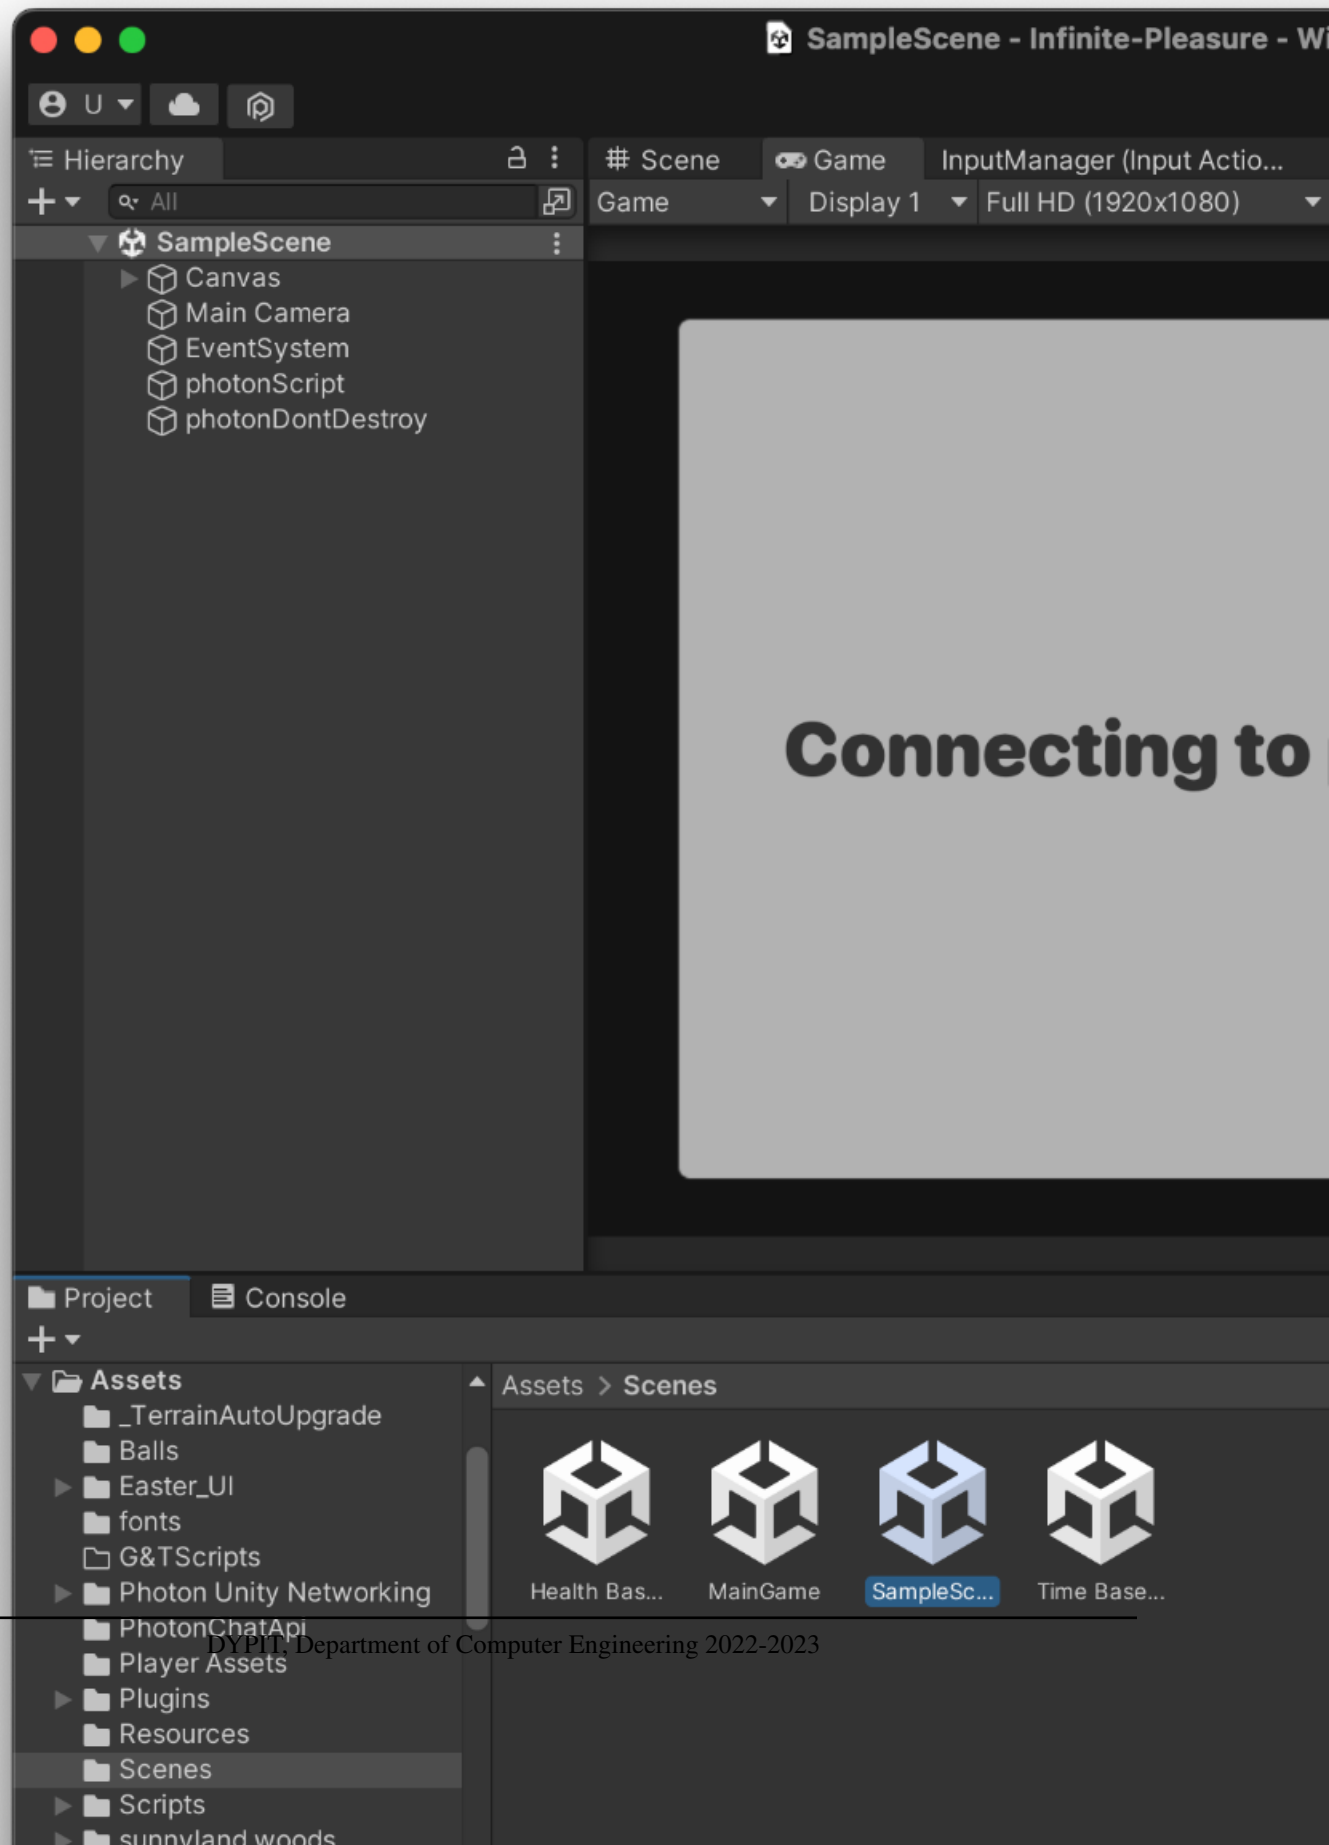 SampleScene - Infinite-Pleasure - Wi
U
Hierarchy
All
SampleScene
Canvas
Main Camera
EventSystem
photonScript
photonDontDestroy
Scene
Game
InputManager (Input Actio...
Game
Display 1
Full HD (1920x1080)
Connecting to
Project
Console
Assets
_TerrainAutoUpgrade
Balls
Easter_UI
fonts
G&TScripts
Photon Unity Networking
PhotonChatApi
Player Assets
Plugins
Resources
Scenes
Scripts
sunnyland woods
Assets > Scenes
Health Bas...
MainGame
SampleSc...
Time Base...
DYPIT, Department of Computer Engineering 2022-2023